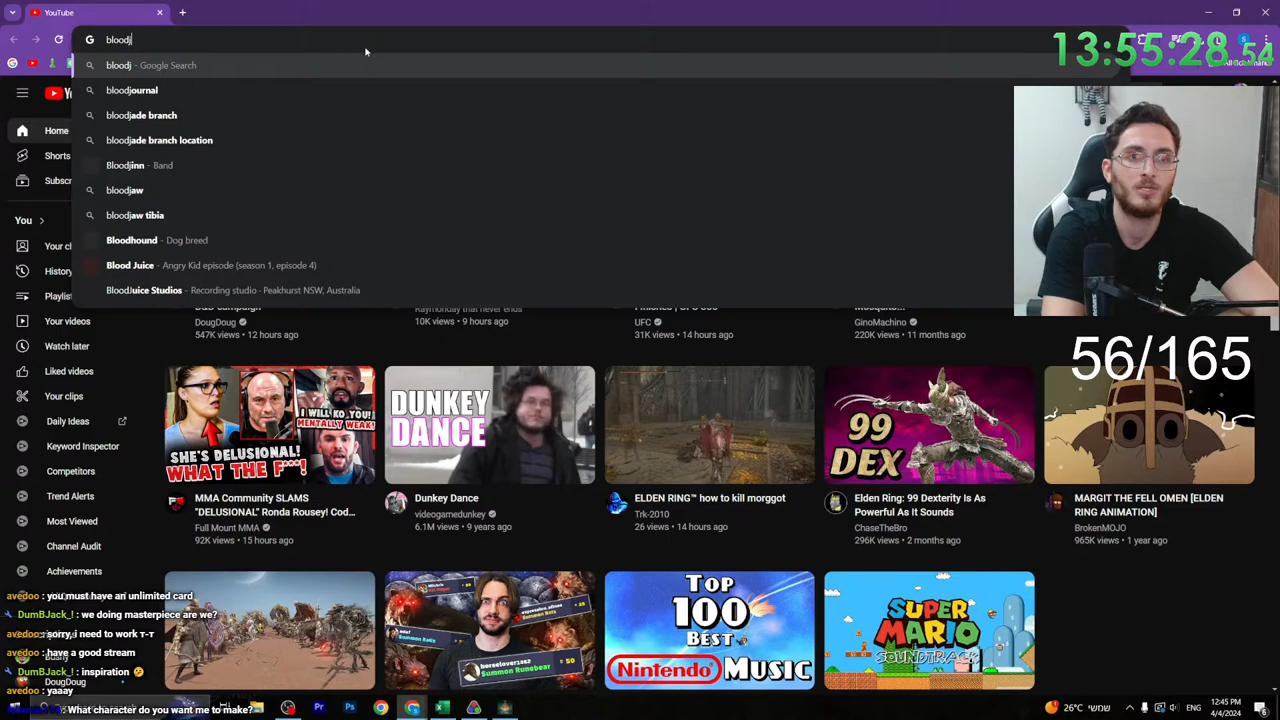 YouTube
bloodj
13:55:28.54
bloodj - Google Search
bloodjournal
bloodjade branch
bloodjade branch location
Bloodjinn - Band
bloodjaw
bloodjaw tibia
Bloodhound - Dog breed
Blood Juice - Angry Kid episode (season 1, episode 4)
BloodJuice Studios - Recording studio · Peakhurst NSW, Australia
Home
Shorts
Subsc
You
Your ch
History
Playlis
Your videos
Watch later
Liked videos
Your clips
Daily Ideas
Keyword Inspector
Competitors
Trend Alerts
Most Viewed
Channel Audit
Achievements
DougDoug
547K views • 12 hours ago
10K views • 9 hours ago
UFC
31K views • 14 hours ago
GinoMachino
220K views • 11 months ago
56/165
I WILL KO YOU!
MENTALLY WEAK!
SHE'S DELUSIONAL!
WHAT THE F***!
DUNKEY
DANCE
99
DEX
MMA Community SLAMS
"DELUSIONAL" Ronda Rousey! Cod...
Full Mount MMA
92K views • 15 hours ago
Dunkey Dance
videogamedunkey
6.1M views • 9 years ago
ELDEN RING™ how to kill morggot
Trk-2010
26 views • 14 hours ago
Elden Ring: 99 Dexterity Is As
Powerful As It Sounds
ChaseTheBro
296K views • 2 months ago
MARGIT THE FELL OMEN [ELDEN
RING ANIMATION]
BrokenMOJO
965K views • 1 year ago
horselover1232
Summon Runebear
50
TOP
100
BEST
Nintendo
Music
SUPER
MARIO
SOUNDTRACK
avedoo : you must have an unlimited card
DumBJack_! : we doing masterpiece are we?
avedoo : sorry, i need to work т-т
avedoo : have a good stream
DumBJack_! : inspiration
avedoo : yaaay
: What character do you want me to make?
DougDoug
26°C
שמשי
ENG
12:45 PM
4/4/2024
6